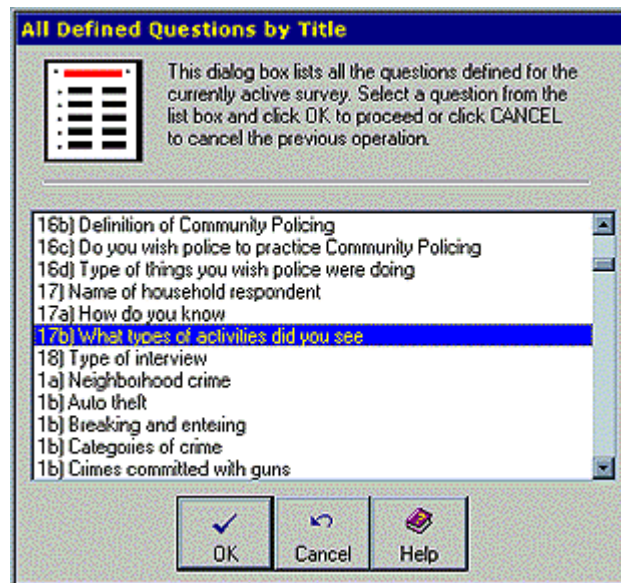 All Defined Questions by Title
This dialog box lists all the questions defined for the
currently active survey. Select a question from the
list box and click OK to proceed or click CANCEL
to cancel the previous operation.
16b) Definition of Community Policing
16c) Do you wish police to practice Community Policing
16d) Type of things you wish police were doing
17) Name of household respondent
17a) How do you know
17b) What types of activities did you see
18) Type of interview
1a) Neighborhood crime
1b) Auto theft
1b) Breaking and entering
1b) Categories of crime
1b) Crimes committed with guns
OK Cancel Help